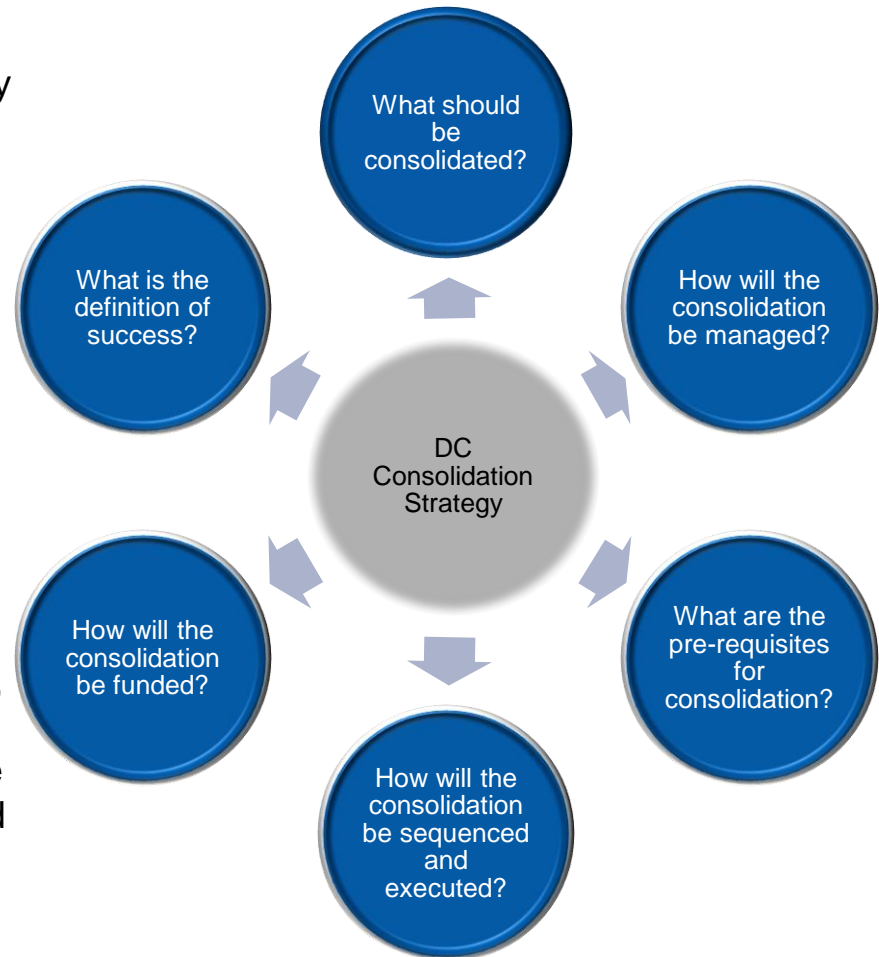 What should
be
consolidated?
How will the
consolidation
be managed?
What are the
pre-requisites
for
consolidation?
How will the
consolidation
be sequenced
and
executed?
How will the
consolidation
be funded?
What is the
definition of
success?
DC
Consolidation
Strategy